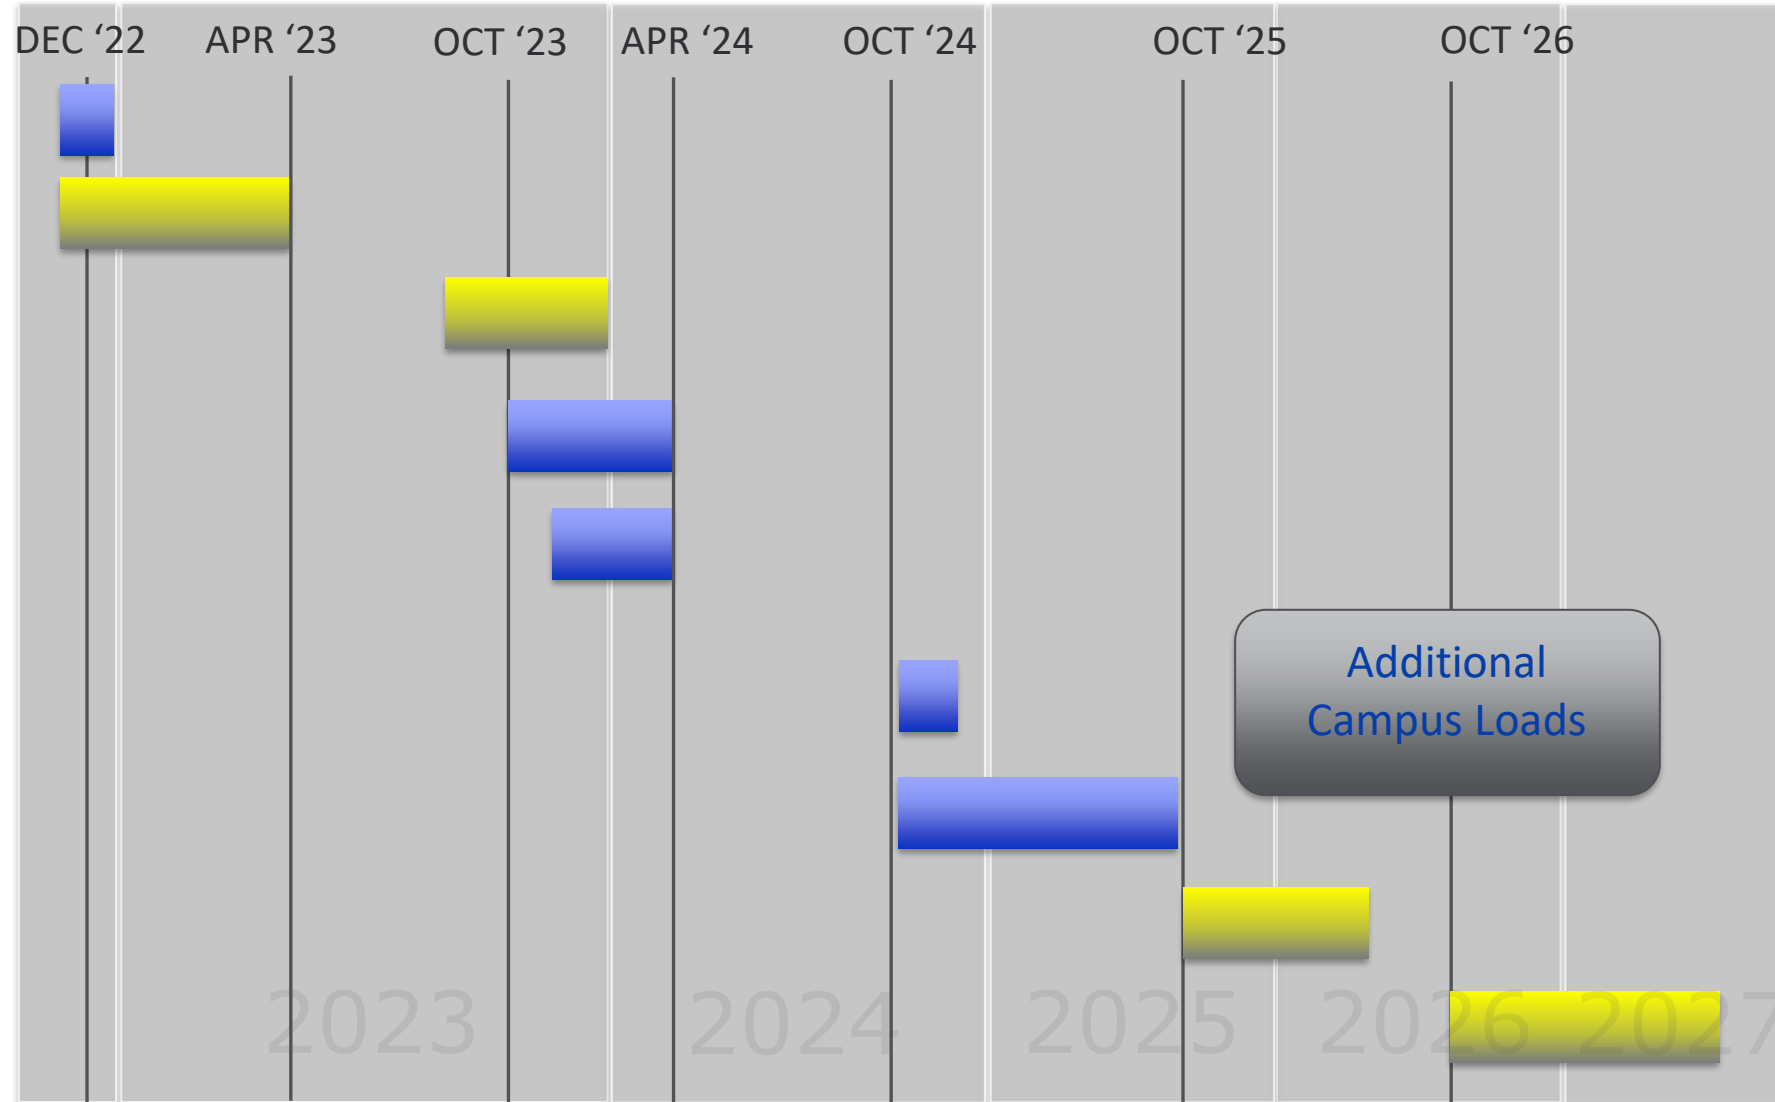 DEC ‘22
APR ‘23
OCT ‘23
APR ‘24
OCT ‘24
OCT ‘25
OCT ‘26
Additional
Campus Loads
2023
2024
2025
2026
2027